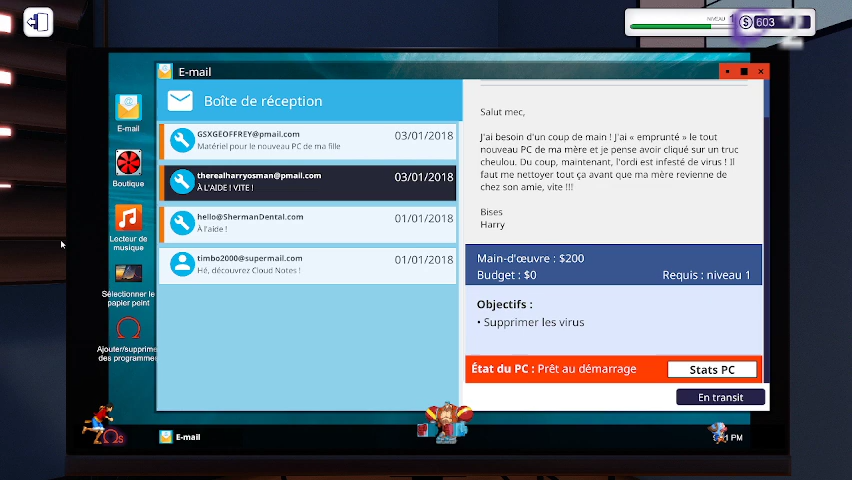 NIVEAU 1
$ 603
2
E-mail
Boîte de réception
GSXGEOFFREY@pmail.com
03/01/2018
Matériel pour le nouveau PC de ma fille
therealharryosman@pmail.com
03/01/2018
À L'AIDE ! VITE !
hello@ShermanDental.com
01/01/2018
À l'aide !
timbo2000@supermail.com
01/01/2018
Hé, découvrez Cloud Notes !
Salut mec,
J'ai besoin d'un coup de main ! J'ai « emprunté » le tout
nouveau PC de ma mère et je pense avoir cliqué sur un truc
cheulou. Du coup, maintenant, l'ordi est infesté de virus ! Il
faut me nettoyer tout ça avant que ma mère revienne de
chez son amie, vite !!!
Bises
Harry
Main-d'œuvre : $200
Budget : $0
Requis : niveau 1
Objectifs :
• Supprimer les virus
État du PC : Prêt au démarrage
Stats PC
En transit
E-mail
Boutique
Lecteur de
musique
Sélectionner le
papier peint
Ajouter/supprime
des programmes
Ωs
E-mail
1 PM